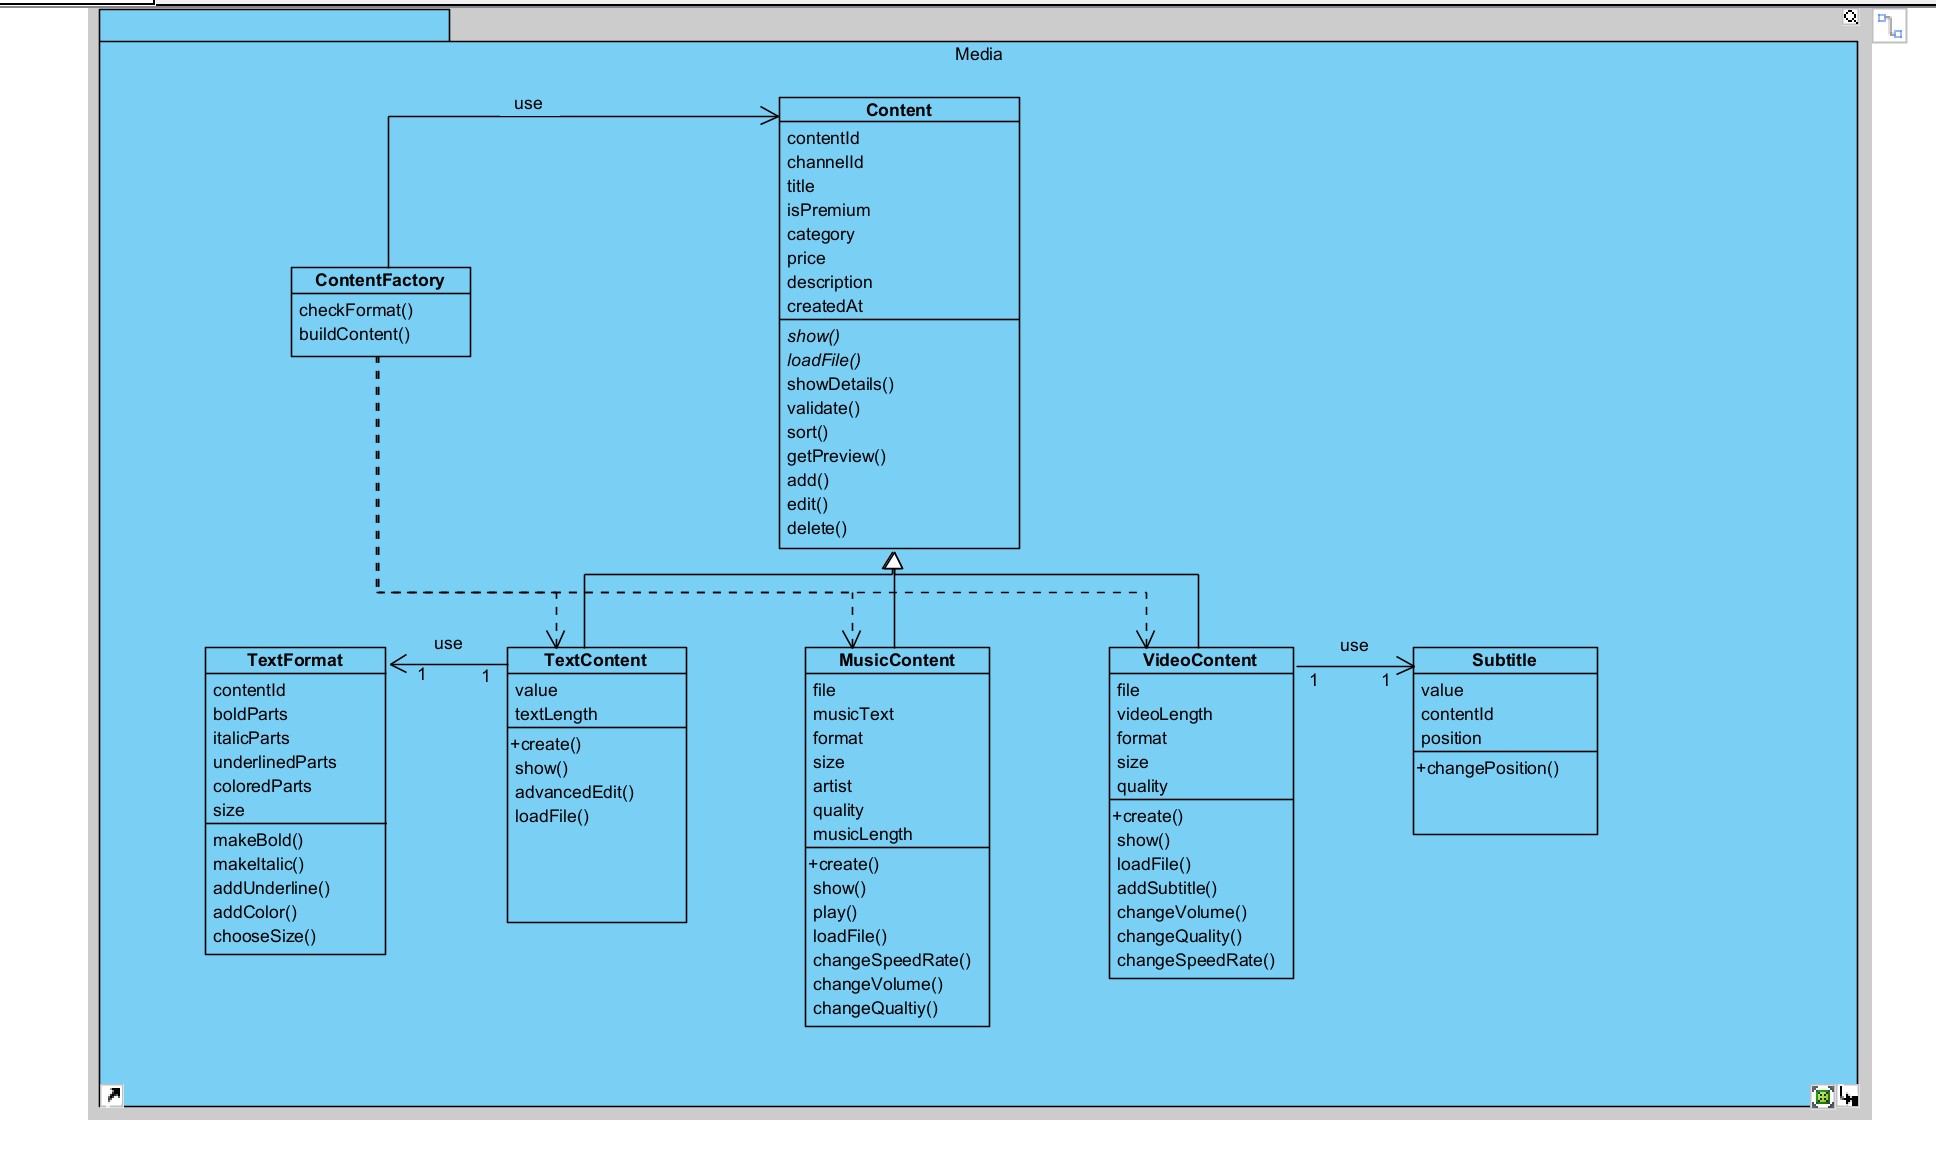 Media
use
Content
contentId
channelId
title
isPremium
category
price
description
createdAt
show()
loadFile()
showDetails()
validate()
sort()
getPreview()
add()
edit()
delete()
ContentFactory
checkFormat()
buildContent()
TextFormat
contentId
boldParts
italicParts
underlinedParts
coloredParts
size
makeBold()
makeItalic()
addUnderline()
addColor()
chooseSize()
use
1
1
TextContent
value
textLength
+create()
show()
advancedEdit()
loadFile()
MusicContent
file
musicText
format
size
artist
quality
musicLength
+create()
show()
play()
loadFile()
changeSpeedRate()
changeVolume()
changeQualtiy()
VideoContent
file
videoLength
format
size
quality
+create()
show()
loadFile()
addSubtitle()
changeVolume()
changeQuality()
changeSpeedRate()
use
1
1
Subtitle
value
contentId
position
+changePosition()